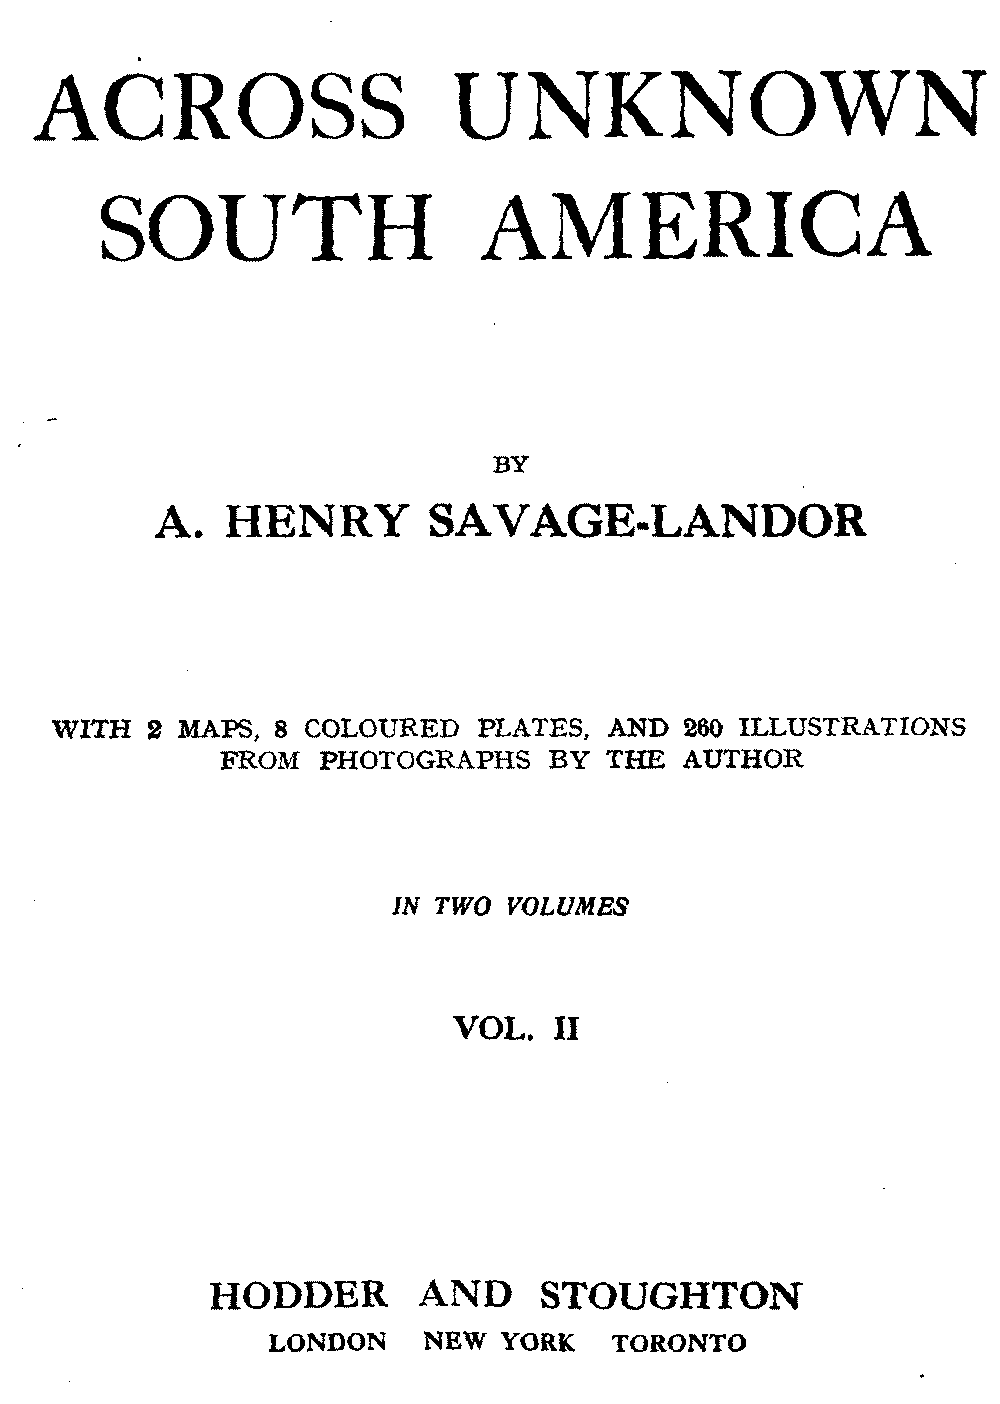 ACROSS UNKNOWN
SOUTH AMERICA
BY
A. HENRY SAVAGE-LANDOR
WITH 2 MAPS, 8 COLOURED PLATES, AND 260 ILLUSTRATIONS
FROM PHOTOGRAPHS BY THE AUTHOR
IN TWO VOLUMES
VOL. II
HODDER AND STOUGHTON
LONDON NEW YORK TORONTO